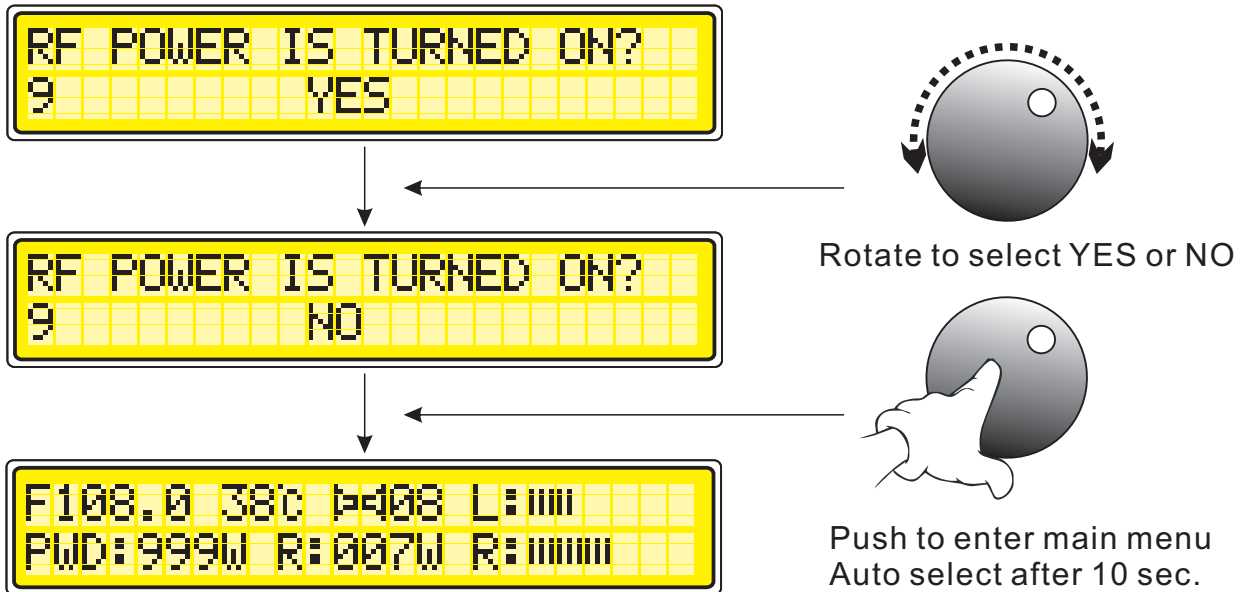 RF POWER IS TURNED ON?
9 YES
Rotate to select YES or NO
RF POWER IS TURNED ON?
9 NO
F108.0 38℃ 08 L:
PWD:999W R:007W R:
Push to enter main menu
Auto select after 10 sec.